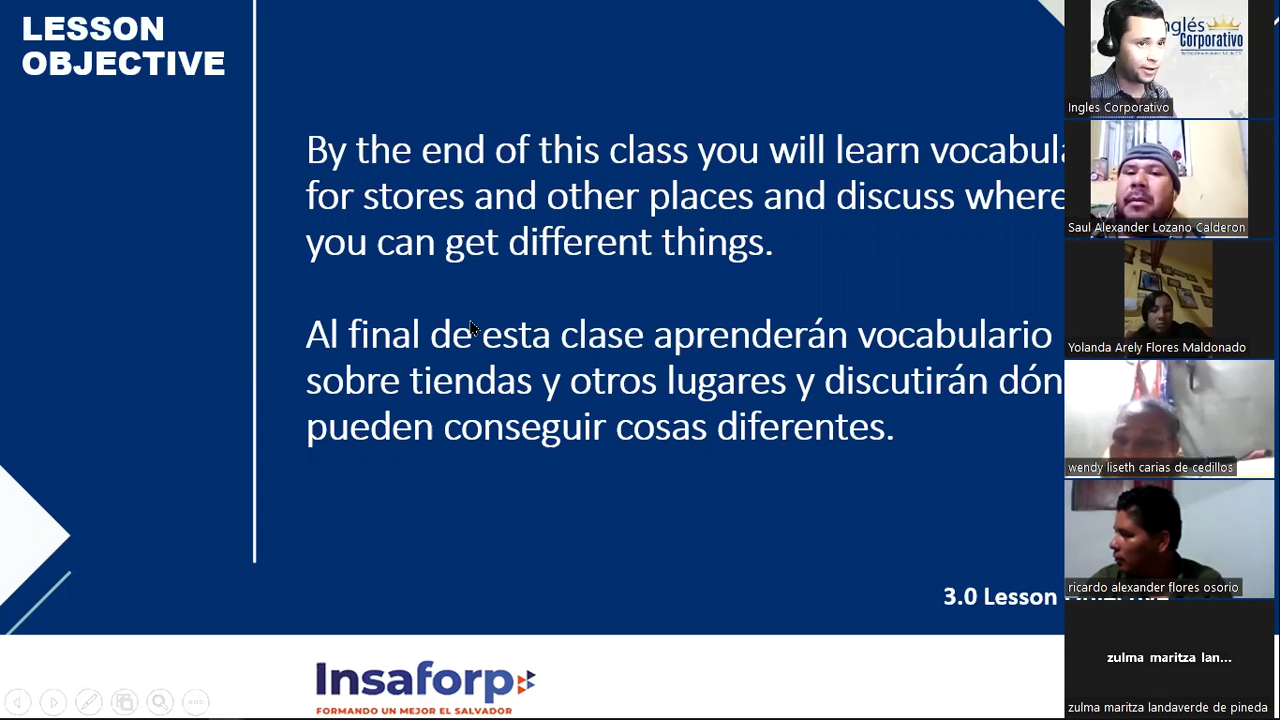 LESSON
OBJECTIVE
By the end of this class you will learn
for stores and other places and discuss where
you can get different things.
Al final de esta clase aprenderán vocabulario
sobre tiendas y otros lugares y discutirán
pueden conseguir cosas diferentes.
3.0 Lesson
Insaforp
FORMANDO UN MEJOR EL SALVADOR
Inglés
Corporativo
Ingles Corporativo
Saul Alexander Lozano Calderon
Yolanda Arely Flores Maldonado
wendy liseth carias de cedillos
ricardo alexander flores osorio
zulma maritza lan...
zulma maritza landaverde de pineda